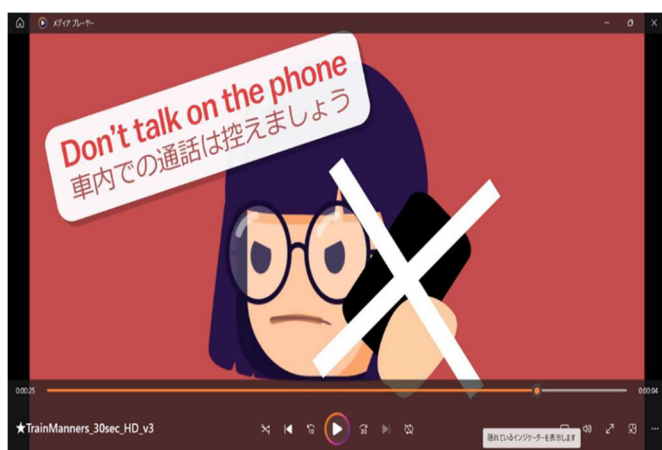 メディア プレーヤー
Don't talk on the phone
車内での通話は控えましょう
0:00:25
0:00:04
★TrainManners_30sec_HD_v3
10
30
隠れているインジケーターを表示します